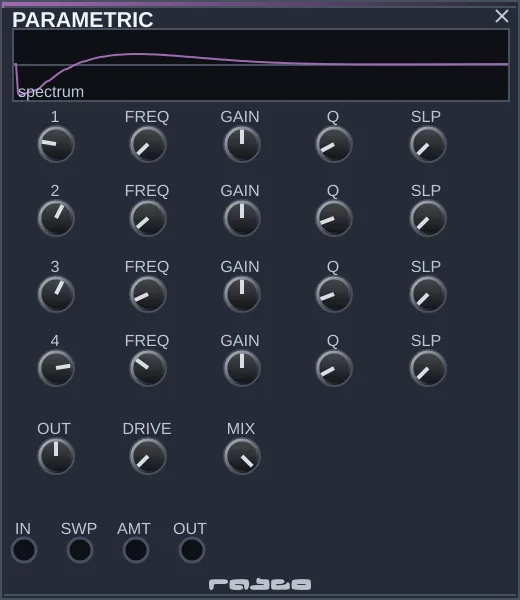 PARAMETRIC
spectrum
1 FREQ GAIN Q SLP
2 FREQ GAIN Q SLP
3 FREQ GAIN Q SLP
4 FREQ GAIN Q SLP
OUT DRIVE MIX
IN SWP AMT OUT